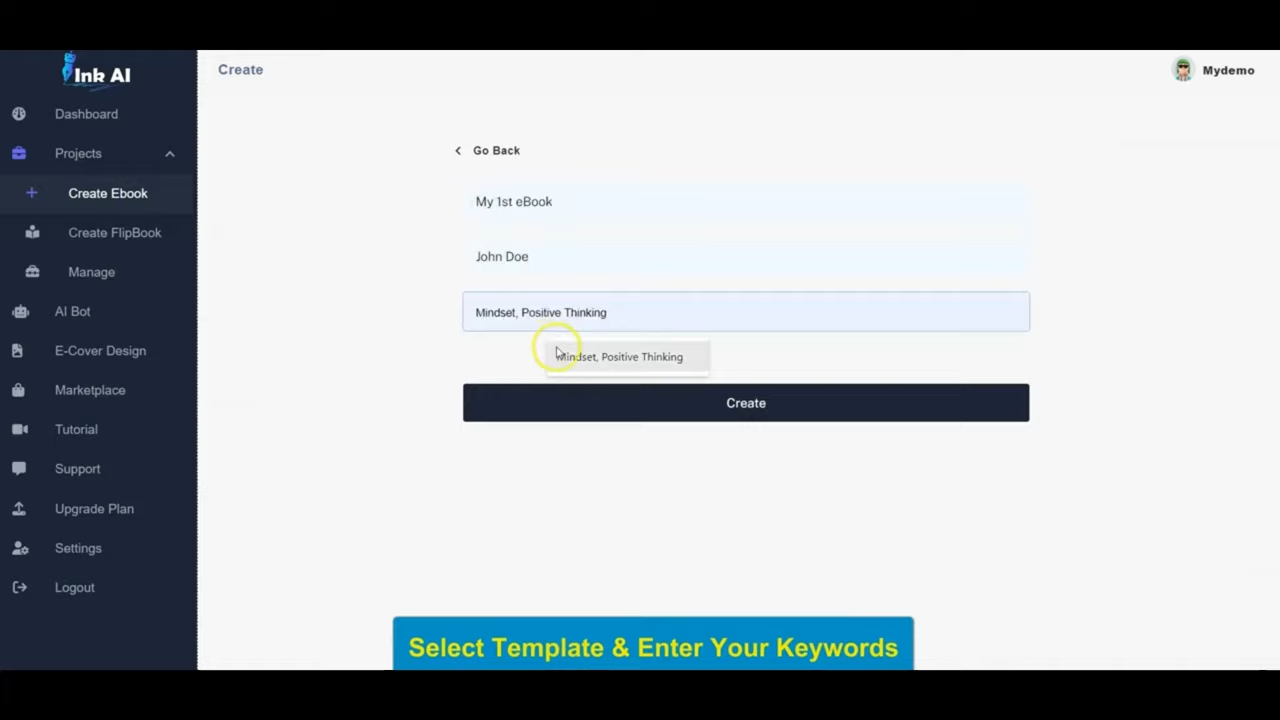 Ink AI
Create
Mydemo
Dashboard
Projects
Create Ebook
Create FlipBook
Manage
AI Bot
E-Cover Design
Marketplace
Tutorial
Support
Upgrade Plan
Settings
Logout
Go Back
My 1st eBook
John Doe
Mindset, Positive Thinking
Mindset, Positive Thinking
Create
Select Template & Enter Your Keywords